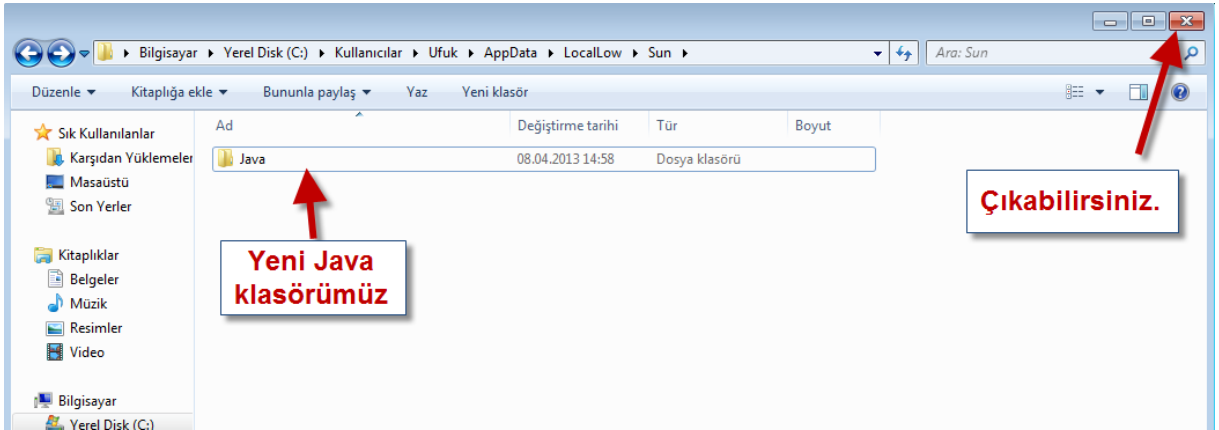 Bilgisayar ▸ Yerel Disk (C:) ▸ Kullanıcılar ▸ Ufuk ▸ AppData ▸ LocalLow ▸ Sun ▸
Ara: Sun
Düzenle Kitaplığa ekle Bununla paylaş Yaz Yeni klasör
Sık Kullanılanlar
Karşıdan Yüklemeler
Masaüstü
Son Yerler
Kitaplıklar
Belgeler
Müzik
Resimler
Video
Bilgisayar
Yerel Disk (C:)
Ad Değiştirme tarihi Tür Boyut
Java 08.04.2013 14:58 Dosya klasörü
Yeni Java
klasörümüz
Çıkabilirsiniz.